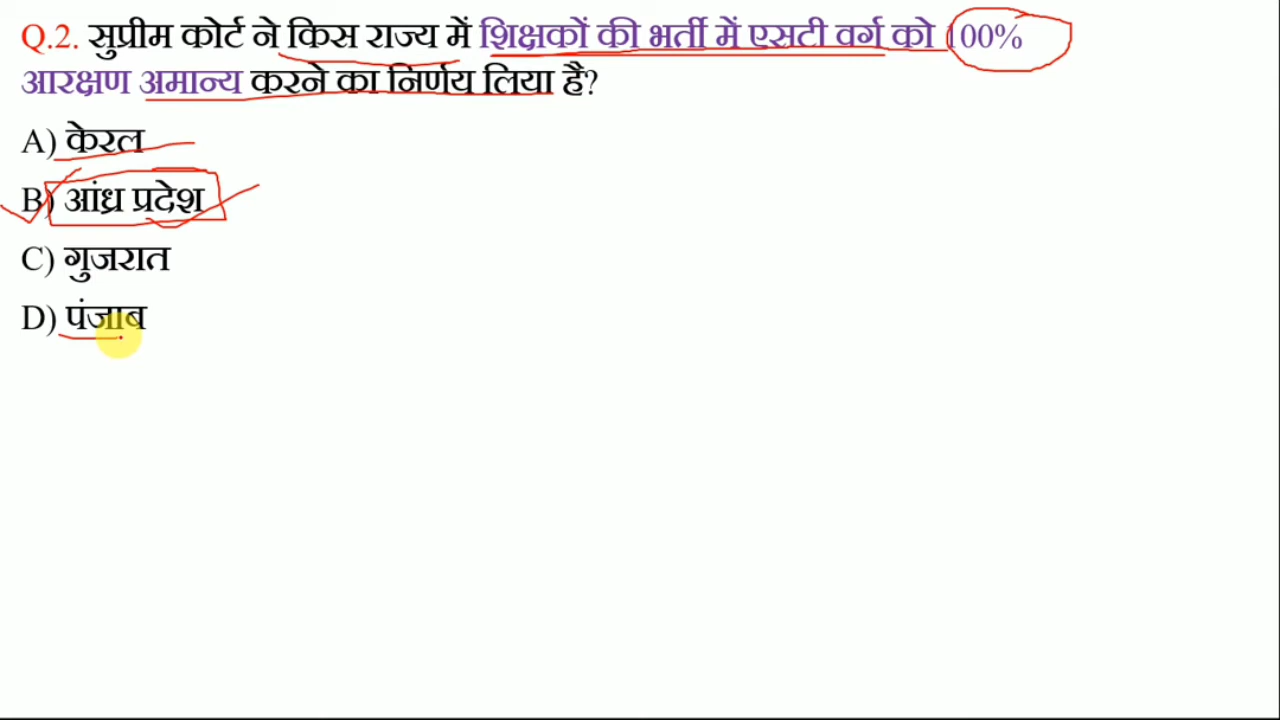 Q.2. सुप्रीम कोर्ट ने किस राज्य में शिक्षकों की भर्ती में एसटी वर्ग को 100%
आरक्षण अमान्य करने का निर्णय लिया है?
A) केरल
B) आंध्र प्रदेश
C) गुजरात
D) पंजाब